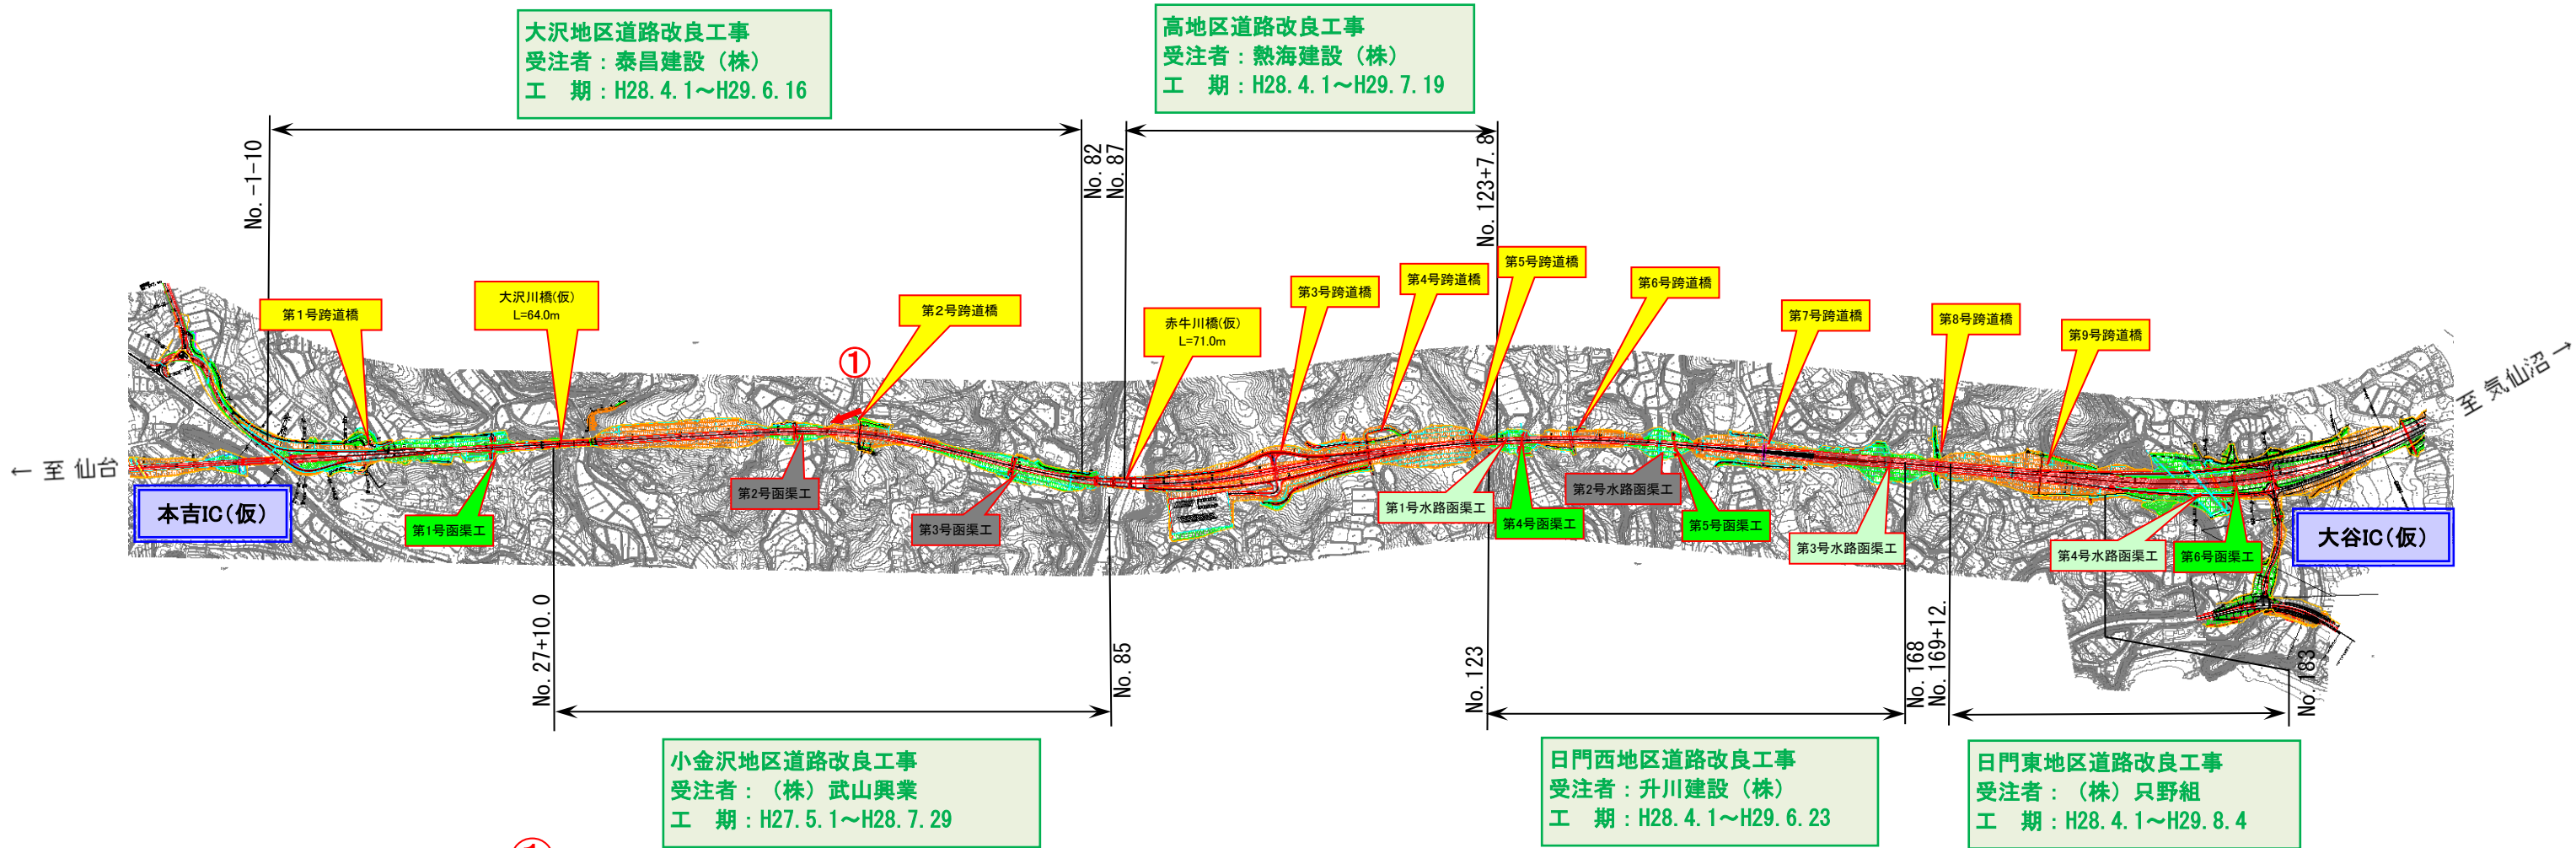 大沢地区道路改良工事
受注者：泰昌建設（株）
工　期：H28.4.1～H29.6.16
高地区道路改良工事
受注者：熱海建設（株）
工　期：H28.4.1～H29.7.19
No.-1-10
No.82
No.87
No.123+7.8
第1号跨道橋
大沢川橋(仮)
L=64.0m
①
第2号跨道橋
赤牛川橋(仮)
L=71.0m
第3号跨道橋
第4号跨道橋
第5号跨道橋
第6号跨道橋
第7号跨道橋
第8号跨道橋
第9号跨道橋
← 至 仙台
至 気仙沼 →
本吉IC(仮)
第1号函渠工
第2号函渠工
第3号函渠工
第1号水路函渠工
第4号函渠工
第2号水路函渠工
第5号函渠工
第3号水路函渠工
第4号水路函渠工
第6号函渠工
大谷IC(仮)
No.27+10.0
No.85
No.123
No.168
No.169+12.
No.183
小金沢地区道路改良工事
受注者：（株）武山興業
工　期：H27.5.1～H28.7.29
日門西地区道路改良工事
受注者：升川建設（株）
工　期：H28.4.1～H29.6.23
日門東地区道路改良工事
受注者：（株）只野組
工　期：H28.4.1～H29.8.4